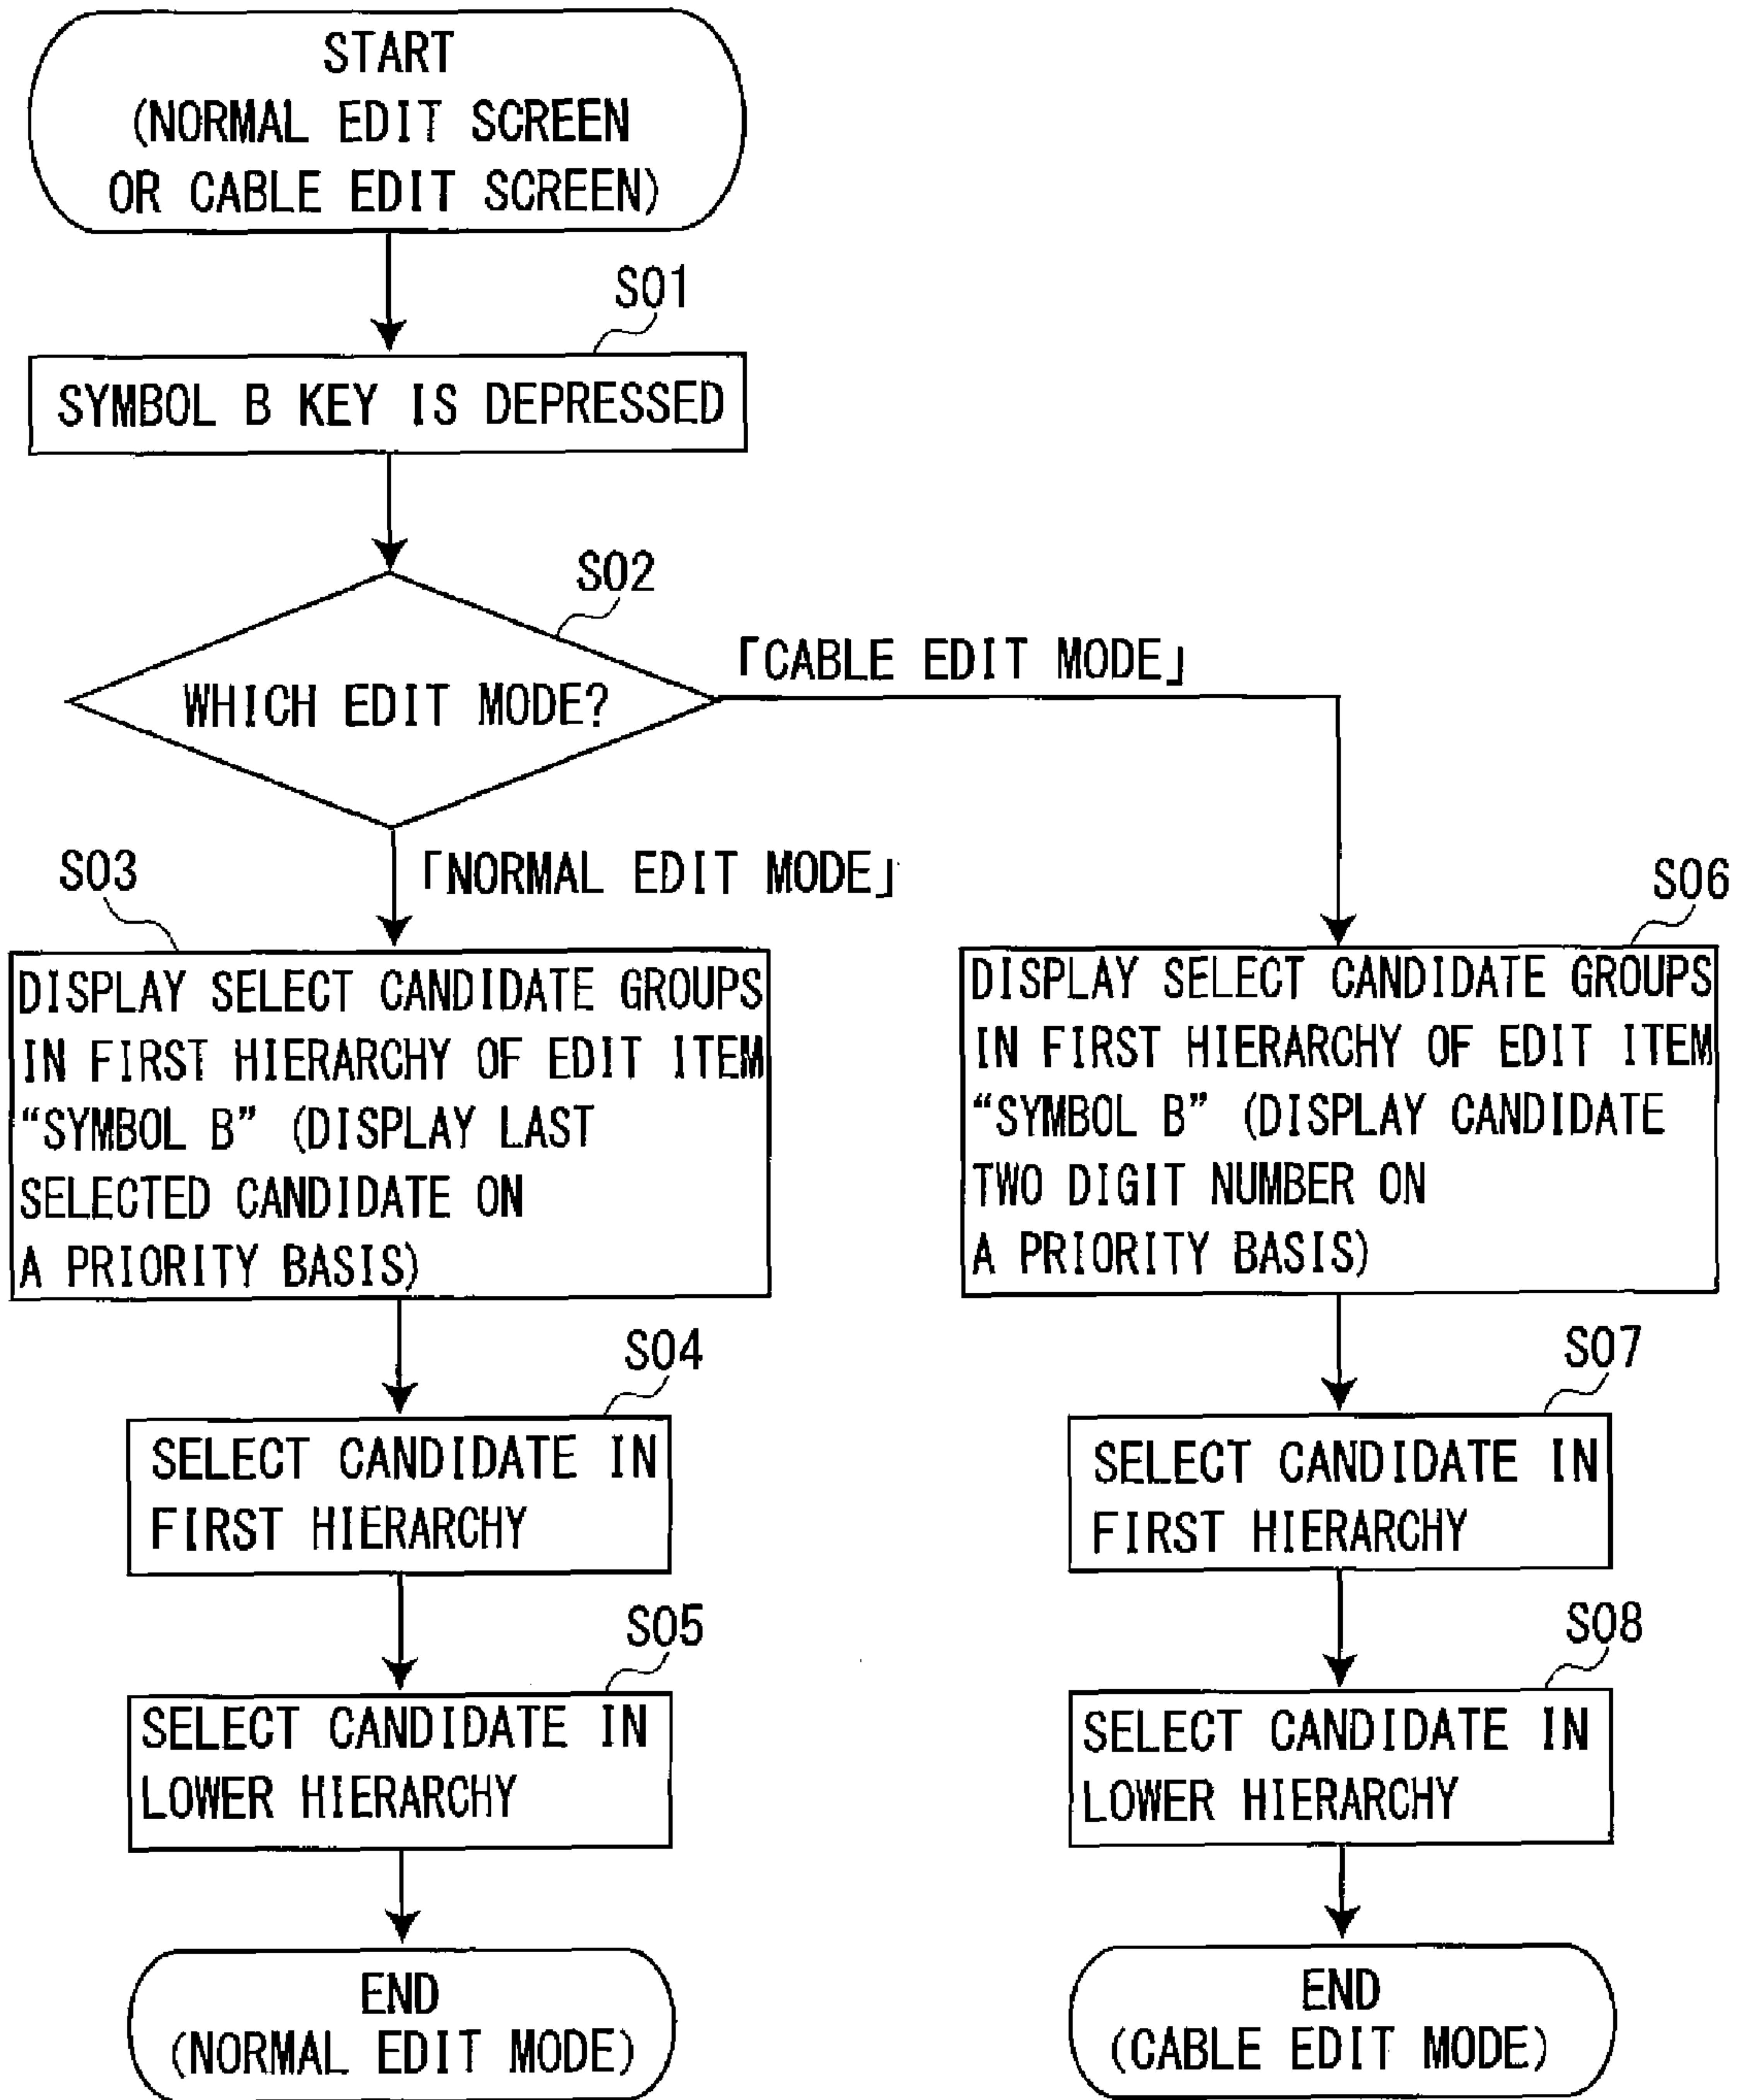 START
(NORMAL EDIT SCREEN
OR CABLE EDIT SCREEN)
S01
SYMBOL B KEY IS DEPRESSED
S02
WHICH EDIT MODE?
「CABLE EDIT MODE」
「NORMAL EDIT MODE」
S03
DISPLAY SELECT CANDIDATE GROUPS
IN FIRST HIERARCHY OF EDIT ITEM
“SYMBOL B” (DISPLAY LAST
SELECTED CANDIDATE ON
A PRIORITY BASIS)
S04
SELECT CANDIDATE IN
FIRST HIERARCHY
S05
SELECT CANDIDATE IN
LOWER HIERARCHY
END
(NORMAL EDIT MODE)
S06
DISPLAY SELECT CANDIDATE GROUPS
IN FIRST HIERARCHY OF EDIT ITEM
“SYMBOL B” (DISPLAY CANDIDATE
TWO DIGIT NUMBER ON
A PRIORITY BASIS)
S07
SELECT CANDIDATE IN
FIRST HIERARCHY
S08
SELECT CANDIDATE IN
LOWER HIERARCHY
END
(CABLE EDIT MODE)